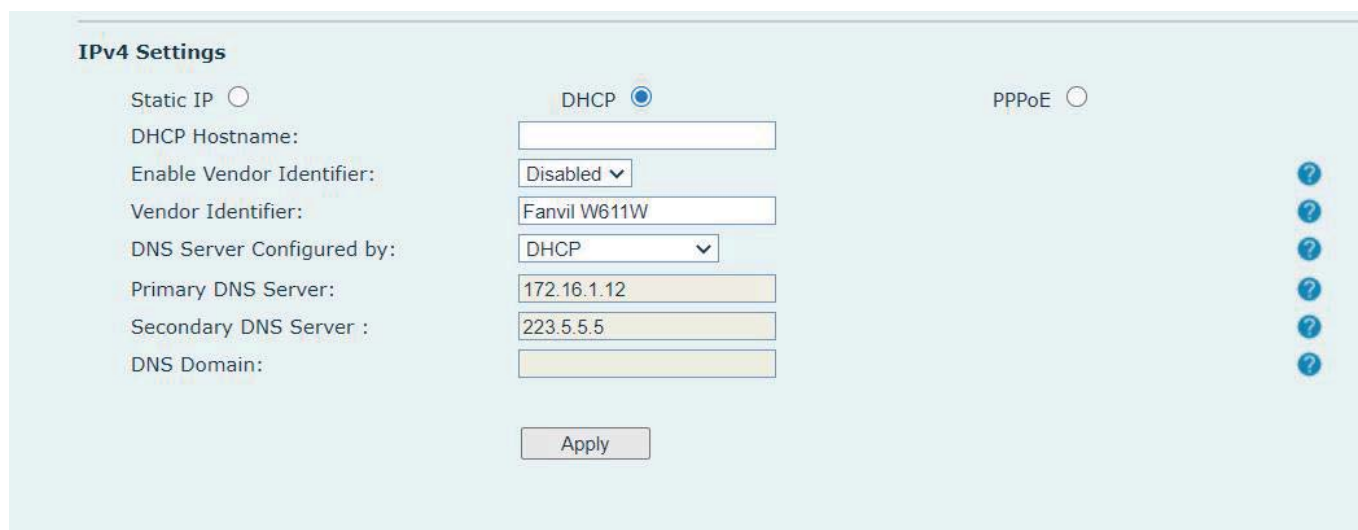 IPv4 Settings
Static IP DHCP PPPoE
DHCP Hostname:
Enable Vendor Identifier: Disabled
Vendor Identifier: Fanvil W611W
DNS Server Configured by: DHCP
Primary DNS Server: 172.16.1.12
Secondary DNS Server : 223.5.5.5
DNS Domain:
Apply